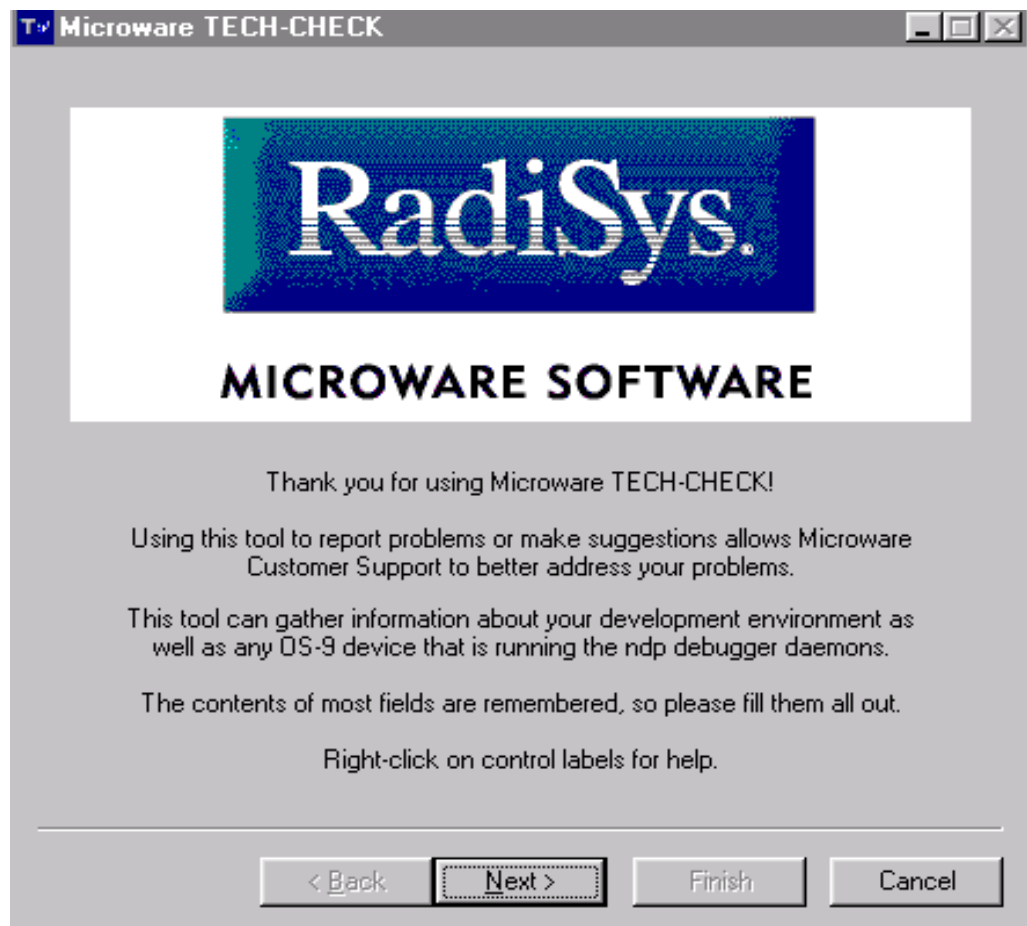 Microware TECH-CHECK
RadiSys.®
MICROWARE SOFTWARE
Thank you for using Microware TECH-CHECK!
Using this tool to report problems or make suggestions allows Microware
Customer Support to better address your problems.
This tool can gather information about your development environment as
well as any OS-9 device that is running the ndp debugger daemons.
The contents of most fields are remembered, so please fill them all out.
Right-click on control labels for help.
< Back Next > Finish Cancel